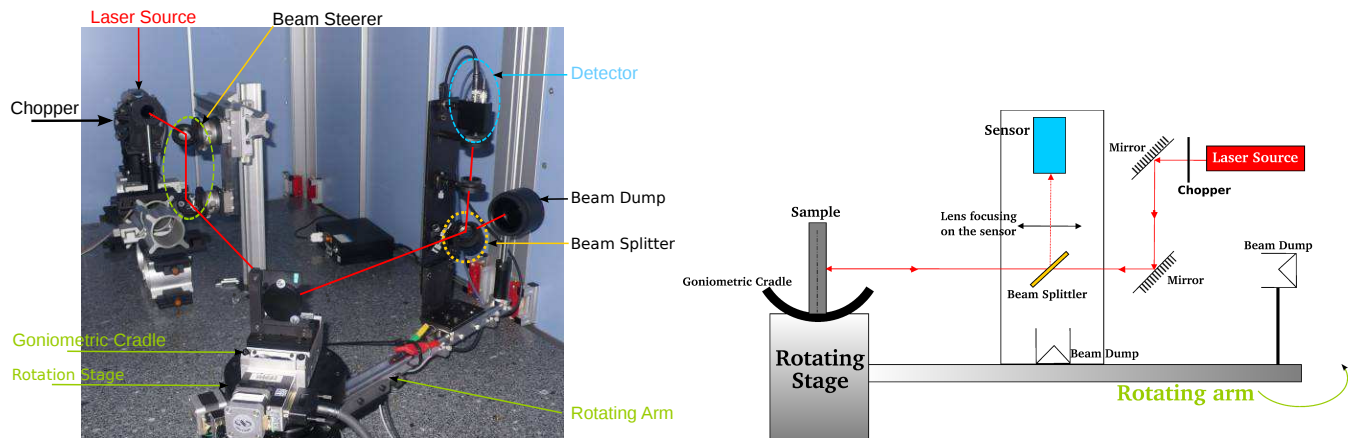 Laser Source
Beam Steerer
Chopper
Detector
Beam Dump
Beam Splitter
Goniometric Cradle
Rotation Stage
Rotating Arm
Sensor
Mirror
Laser Source
Chopper
Sample
Lens focusing
on the sensor
Beam Dump
Goniometric Cradle
Beam Splittler
Mirror
Rotating
Stage
Beam Dump
Rotating arm